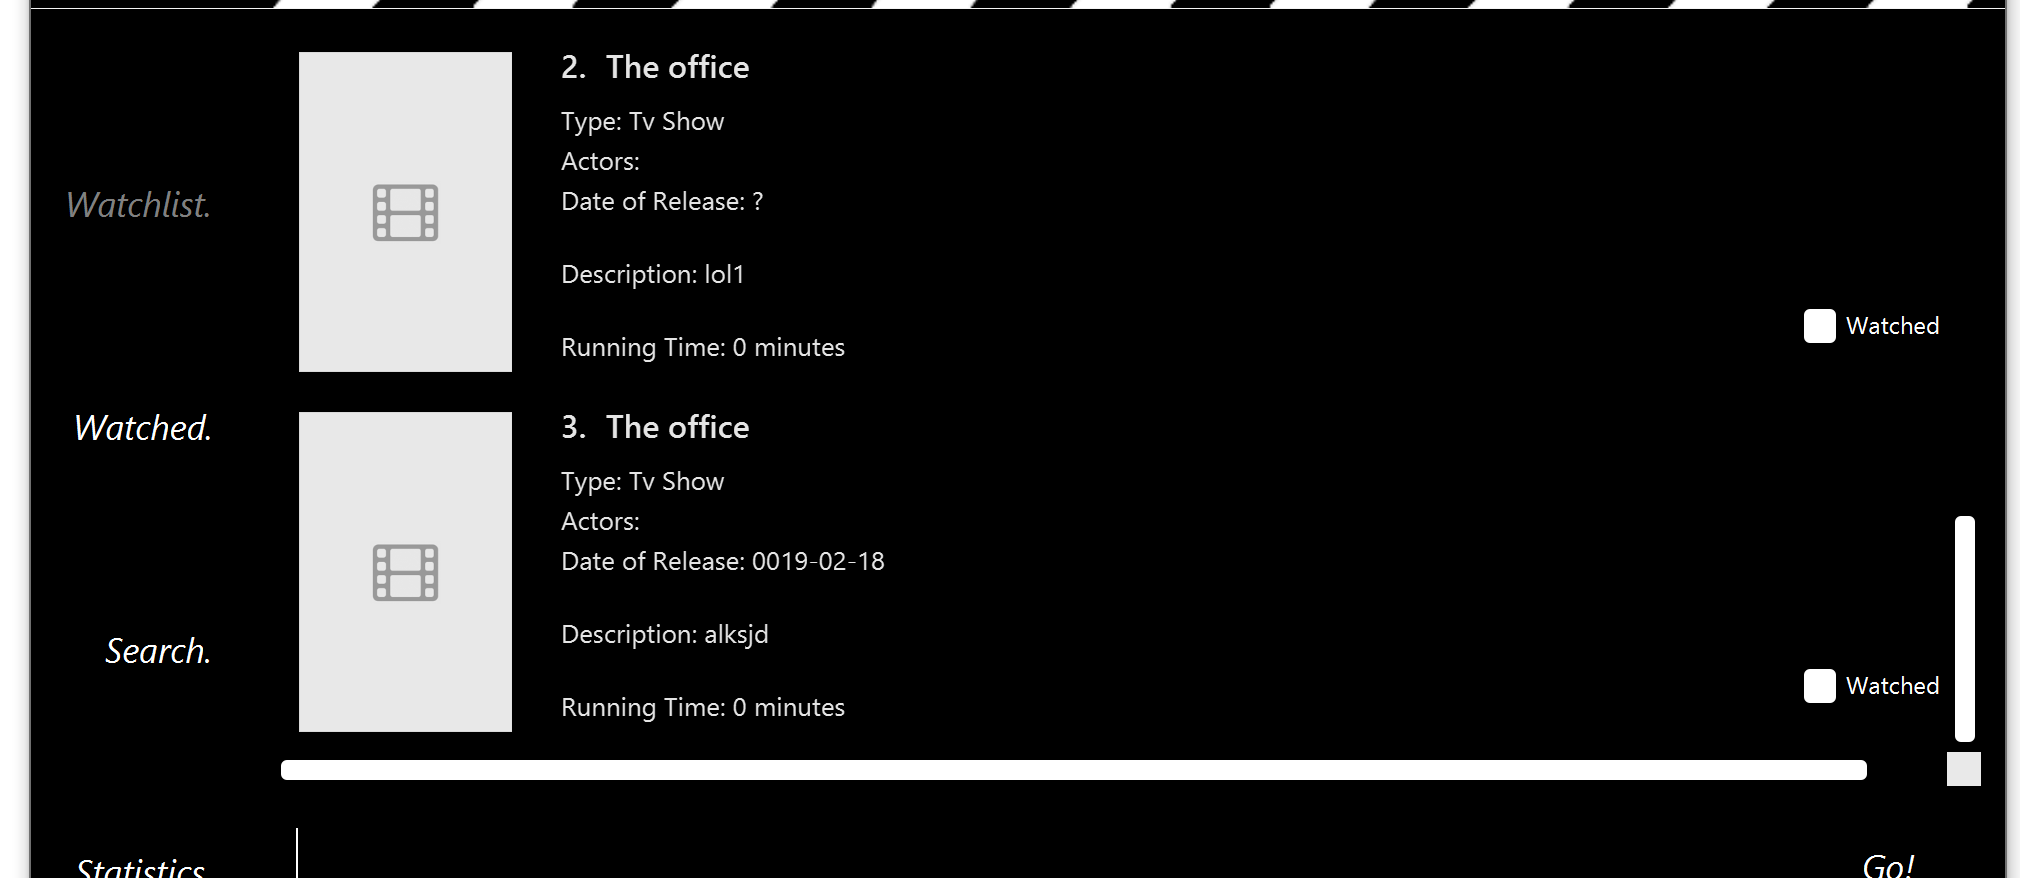 2. The office
Type: Tv Show
Actors:
Date of Release: ?
Description: lol1
Running Time: 0 minutes
Watched
Watchlist.
Watched.
Search.
Statistics
3. The office
Type: Tv Show
Actors:
Date of Release: 0019-02-18
Description: alksjd
Running Time: 0 minutes
Watched
Go!